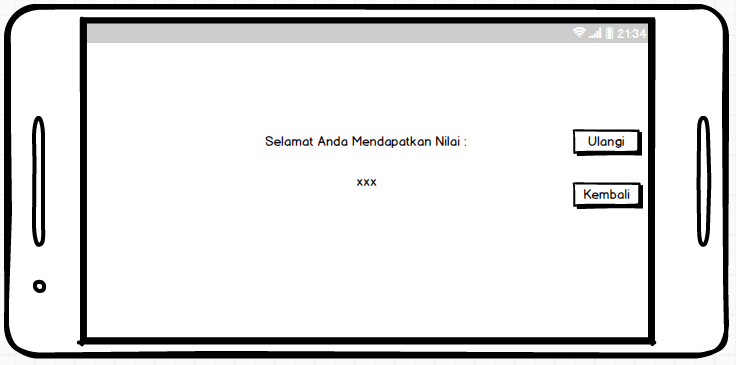 21:34
Selamat Anda Mendapatkan Nilai :
Ulangi
xxx
Kembali